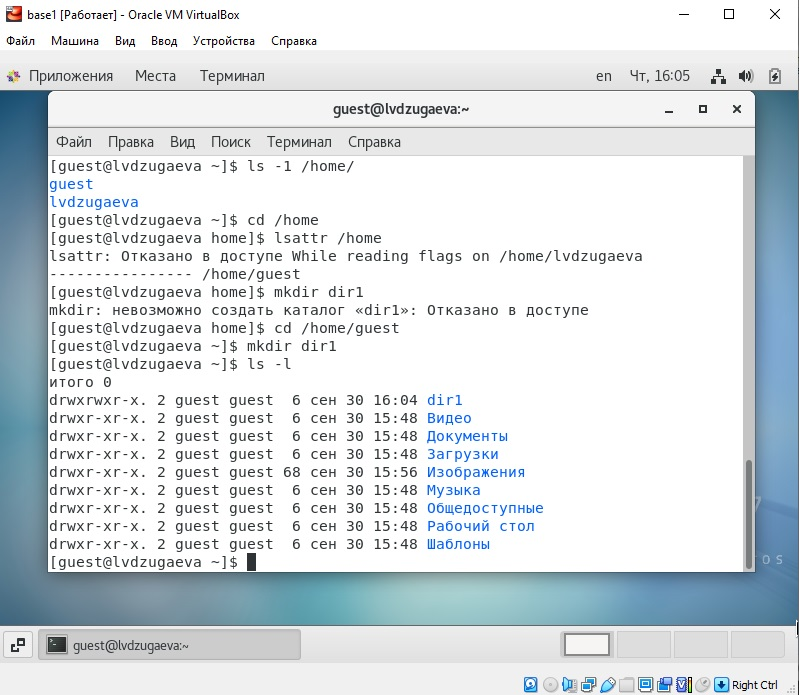 base1 [Работает] - Oracle VM VirtualBox
Файл Машина Вид Ввод Устройства Справка
Приложения Места Терминал en Чт, 16:05
guest@lvdzugaeva:~
Файл Правка Вид Поиск Терминал Справка
[guest@lvdzugaeva ~]$ ls -1 /home/
guest
lvdzugaeva
[guest@lvdzugaeva ~]$ cd /home
[guest@lvdzugaeva home]$ lsattr /home
lsattr: Отказано в доступе While reading flags on /home/lvdzugaeva
---------------- /home/guest
[guest@lvdzugaeva home]$ mkdir dir1
mkdir: невозможно создать каталог «dir1»: Отказано в доступе
[guest@lvdzugaeva home]$ cd /home/guest
[guest@lvdzugaeva ~]$ mkdir dir1
[guest@lvdzugaeva ~]$ ls -l
итого 0
drwxrwxr-x. 2 guest guest  6 сен 30 16:04 dir1
drwxr-xr-x. 2 guest guest  6 сен 30 15:48 Видео
drwxr-xr-x. 2 guest guest  6 сен 30 15:48 Документы
drwxr-xr-x. 2 guest guest  6 сен 30 15:48 Загрузки
drwxr-xr-x. 2 guest guest 68 сен 30 15:56 Изображения
drwxr-xr-x. 2 guest guest  6 сен 30 15:48 Музыка
drwxr-xr-x. 2 guest guest  6 сен 30 15:48 Общедоступные
drwxr-xr-x. 2 guest guest  6 сен 30 15:48 Рабочий стол
drwxr-xr-x. 2 guest guest  6 сен 30 15:48 Шаблоны
[guest@lvdzugaeva ~]$
guest@lvdzugaeva:~
Right Ctrl